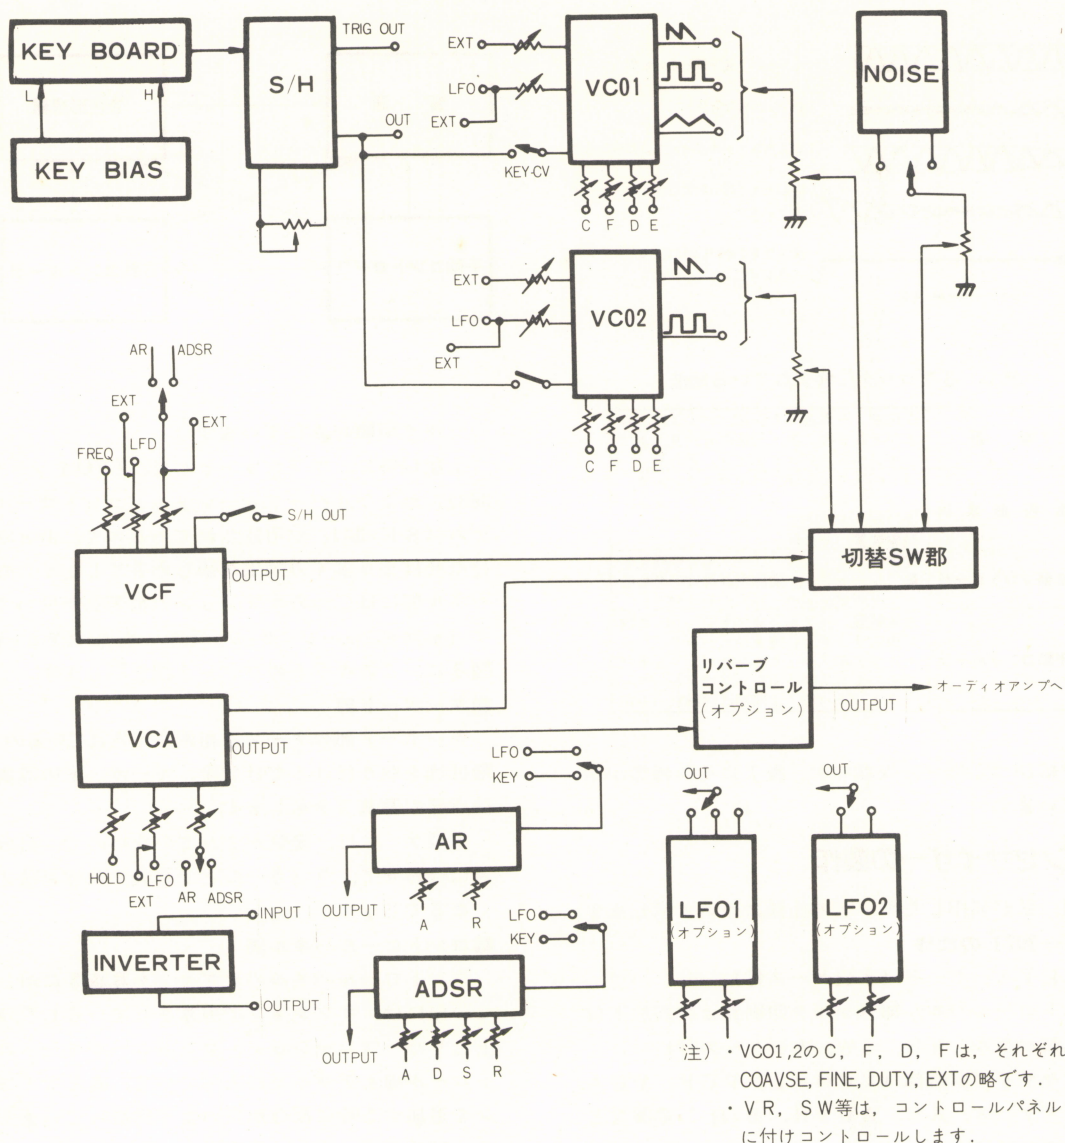 KEY BOARD
L
H
KEY BIAS
S/H
TRIG OUT
OUT
EXT
LFO
EXT
KEY-CV
VCO1
C F D E
NOISE
EXT
LFO
EXT
VCO2
C F D E
AR
ADSR
EXT
LFD
EXT
FREQ
S/H OUT
VCF
OUTPUT
切替SW郡
リバーブ
コントロール
(オプション)
OUTPUT
オーディオアンプへ
VCA
OUTPUT
HOLD
EXT
LFO
AR
ADSR
INPUT
INVERTER
OUTPUT
LFO
KEY
AR
OUTPUT
A
R
LFO
KEY
ADSR
OUTPUT
A D S R
OUT
LFO1
(オプション)
OUT
LFO2
(オプション)
注)・VCO1,2のC, F, D, Fは, それぞれ
COAVSE, FINE, DUTY, EXTの略です.
・VR, SW等は, コントロールパネル
に付けコントロールします.